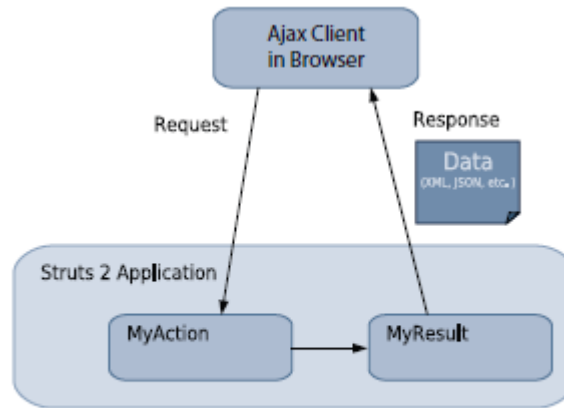 Ajax Client
in Browser
Request
Response
Data
(XML, JSON, etc.)
Struts 2 Application
MyAction
MyResult